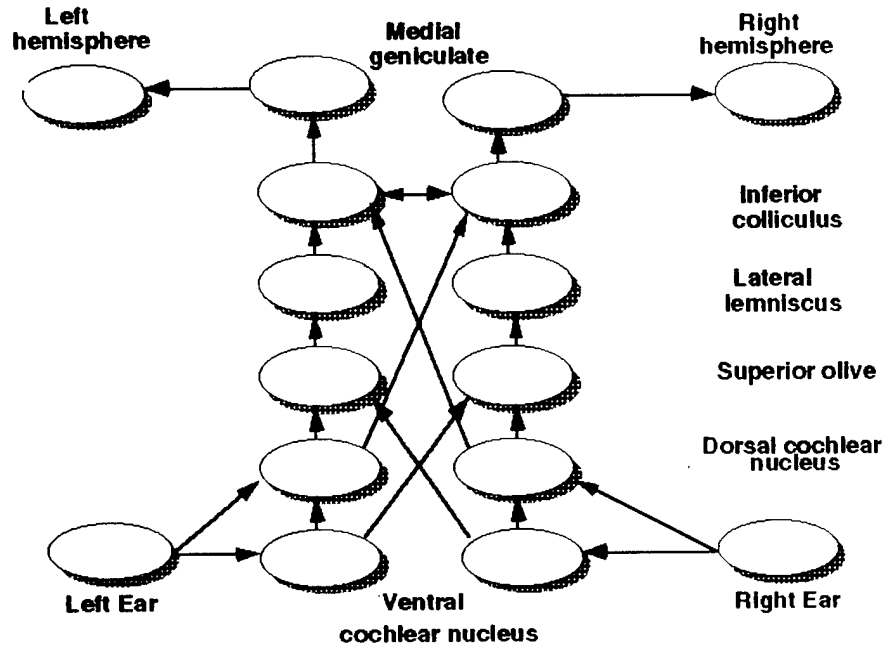 Left
hemisphere
Medial
geniculate
Right
hemisphere
Inferior
colliculus
Lateral
lemniscus
Superior olive
Dorsal cochlear
nucleus
Left Ear
Ventral
cochlear nucleus
Right Ear